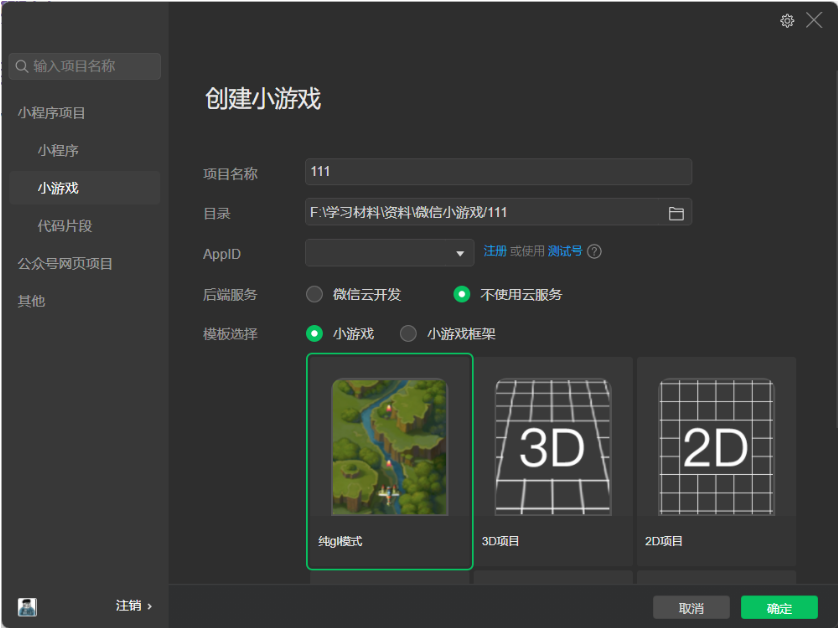 输入项目名称
小程序项目
小程序
小游戏
代码片段
公众号网页项目
其他
注销 ›
创建小游戏
项目名称 111
目录 F:\学习材料\资料\微信小游戏/111
AppID 注册 或使用 测试号 ?
后端服务 微信云开发 不使用云服务
模板选择 小游戏 小游戏框架
3D 2D
纯gl模式 3D项目 2D项目
取消 确定